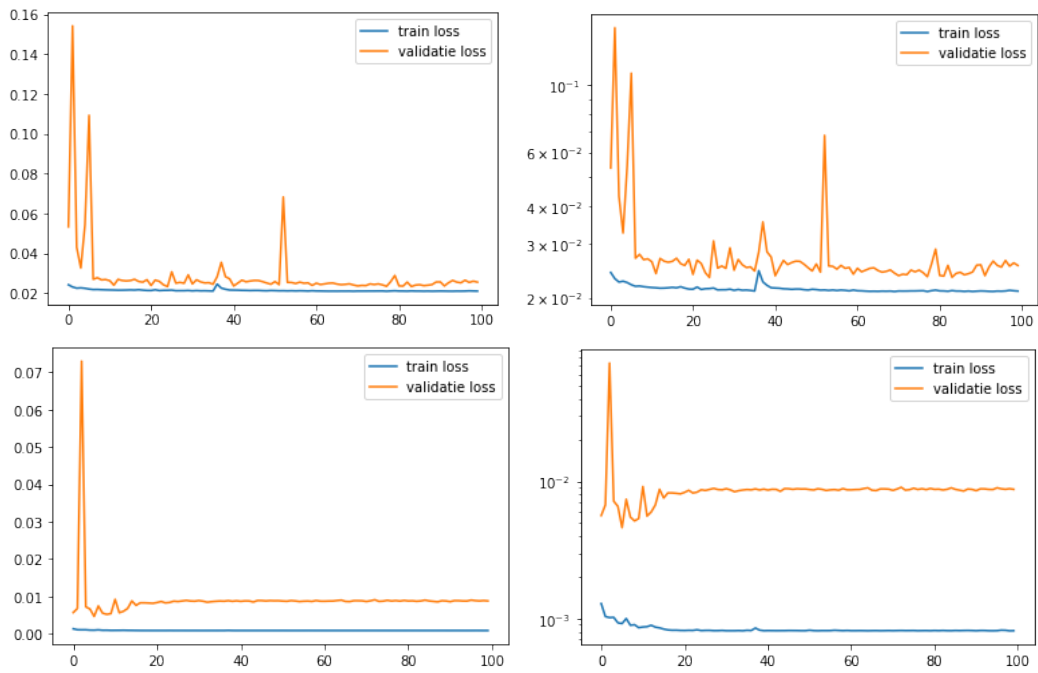 0.16
0.14
0.12
0.10
0.08
0.06
0.04
0.02
0 20 40 60 80 100
train loss
validatie loss
10⁻¹
6 × 10⁻²
4 × 10⁻²
3 × 10⁻²
2 × 10⁻²
0 20 40 60 80 100
train loss
validatie loss
0.07
0.06
0.05
0.04
0.03
0.02
0.01
0.00
0 20 40 60 80 100
train loss
validatie loss
10⁻²
10⁻³
0 20 40 60 80 100
train loss
validatie loss